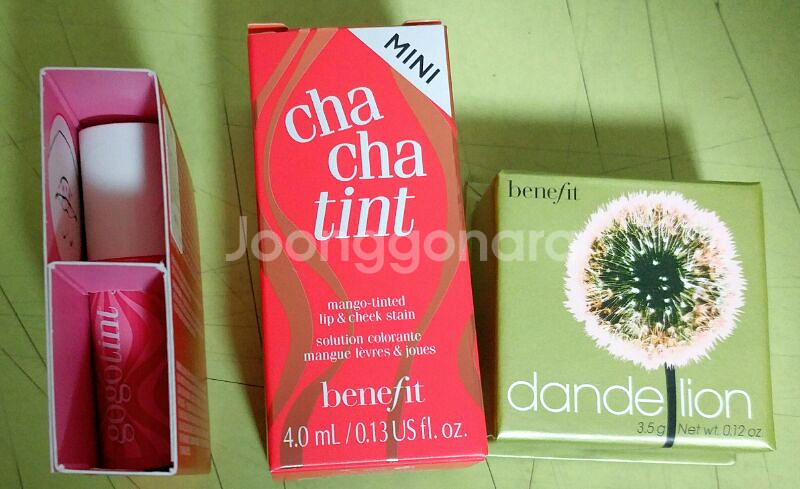 gogotint
MINI
cha
cha
tint
mango-tinted
lip & cheek stain
solution colorante
mangue lèvres & joues
benefit
4.0 mL / 0.13 US fl. oz.
benefit
dandelion
3.5 g Net wt. 0.12 oz
Joonggonara